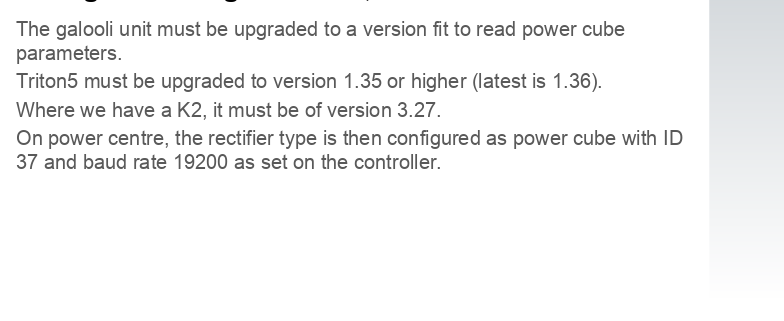 The galooli unit must be upgraded to a version fit to read power cube
parameters.
Triton5 must be upgraded to version 1.35 or higher (latest is 1.36).
Where we have a K2, it must be of version 3.27.
On power centre, the rectifier type is then configured as power cube with ID
37 and baud rate 19200 as set on the controller.